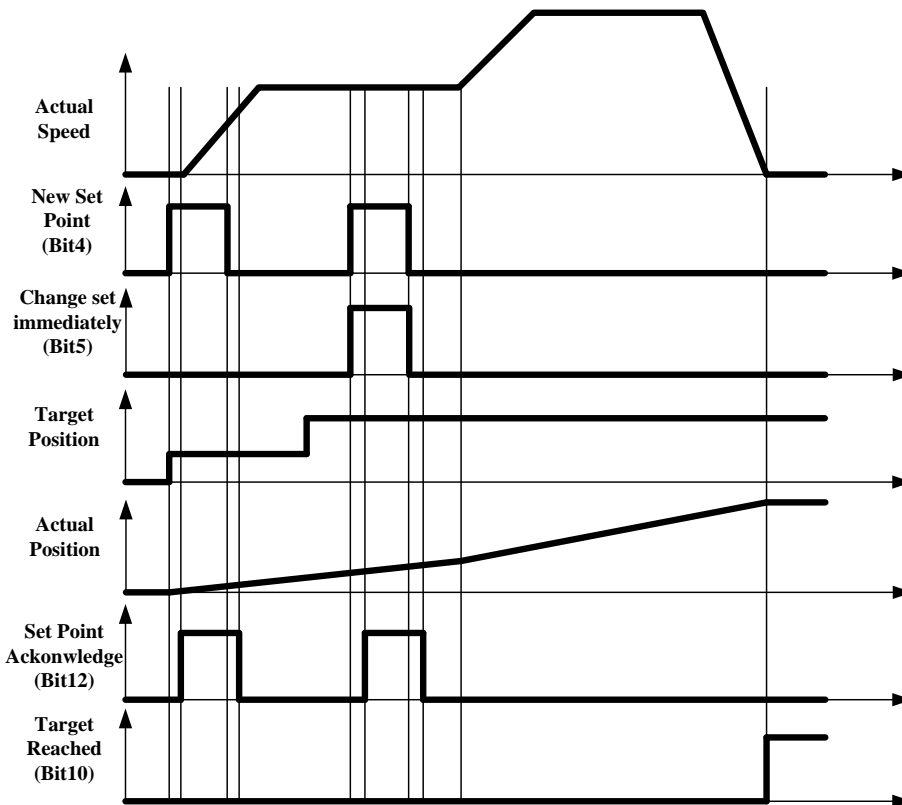 Actual
Speed
New Set
Point
(Bit4)
Change set
immediately
(Bit5)
Target
Position
Actual
Position
Set Point
Ackonwledge
(Bit12)
Target
Reached
(Bit10)